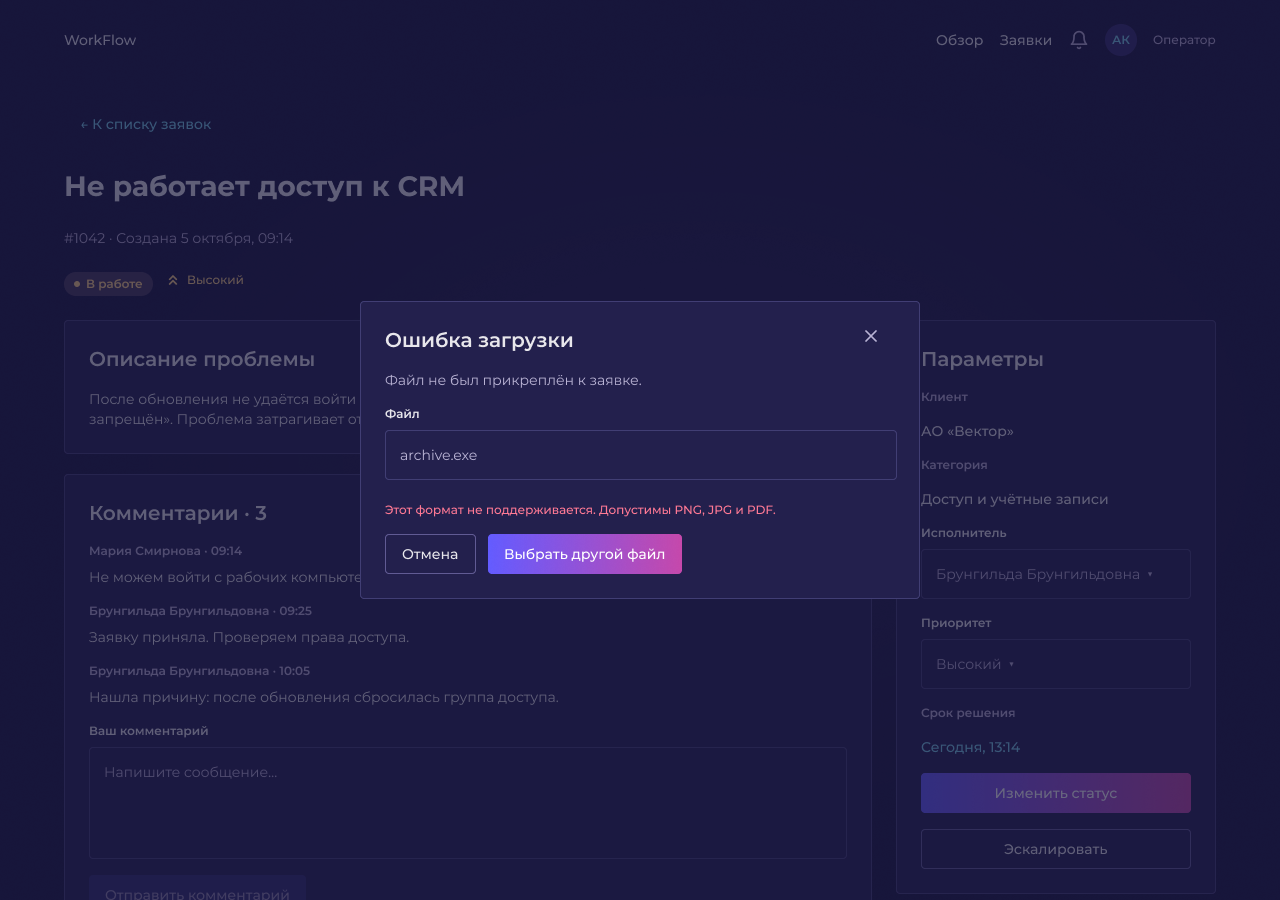 WorkFlow
Обзор
Заявки
АК
Оператор
← К списку заявок
Не работает доступ к CRM
#1042 · Создана 5 октября, 09:14
В работе
Высокий
Описание проблемы
После обновления не удаётся войти
запрещён». Проблема затрагивает
Комментарии · 3
Мария Смирнова · 09:14
Не можем войти с рабочих
Брунгильда Брунгильдовна · 09:25
Заявку приняла. Проверяем права доступа.
Брунгильда Брунгильдовна · 10:05
Нашла причину: после обновления сбросилась группа доступа.
Ваш комментарий
Напишите сообщение...
Отправить комментарий
Ошибка загрузки
Файл не был прикреплён к заявке.
Файл
archive.exe
Этот формат не поддерживается. Допустимы PNG, JPG и PDF.
Отмена
Выбрать другой файл
Параметры
Клиент
АО «Вектор»
Категория
Доступ и учётные записи
Исполнитель
Брунгильда Брунгильдовна
Приоритет
Высокий
Срок решения
Сегодня, 13:14
Изменить статус
Эскалировать